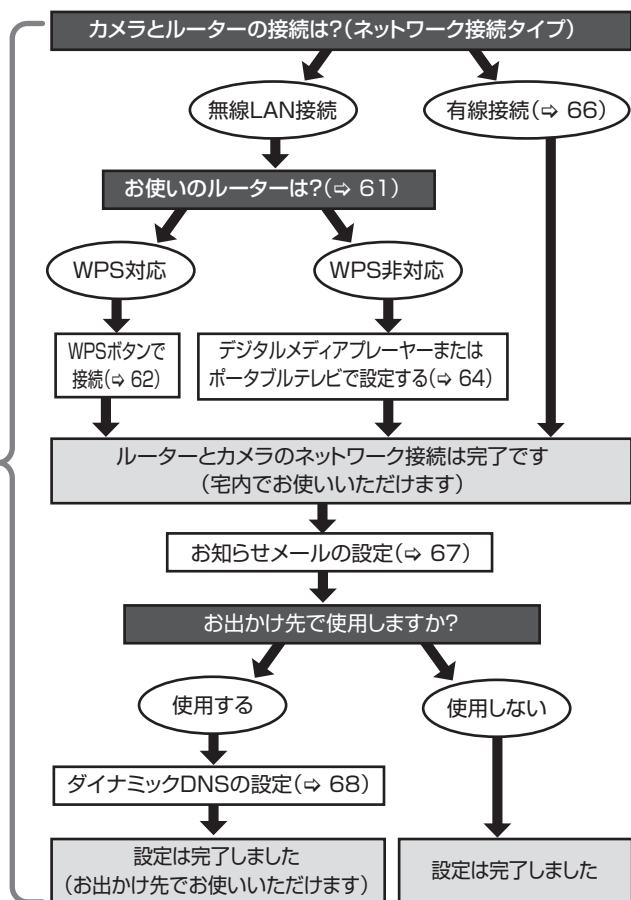 カメラとルーターの接続は?(ネットワーク接続タイプ)
無線LAN接続
有線接続(⇨ 66)
お使いのルーターは?(⇨ 61)
WPS対応
WPS非対応
WPSボタンで
接続(⇨ 62)
デジタルメディアプレーヤーまたは
ポータブルテレビで設定する(⇨ 64)
ルーターとカメラのネットワーク接続は完了です
(宅内でお使いいただけます)
お知らせメールの設定(⇨ 67)
お出かけ先で使用しますか?
使用する
使用しない
ダイナミックDNSの設定(⇨ 68)
設定は完了しました
(お出かけ先でお使いいただけます)
設定は完了しました